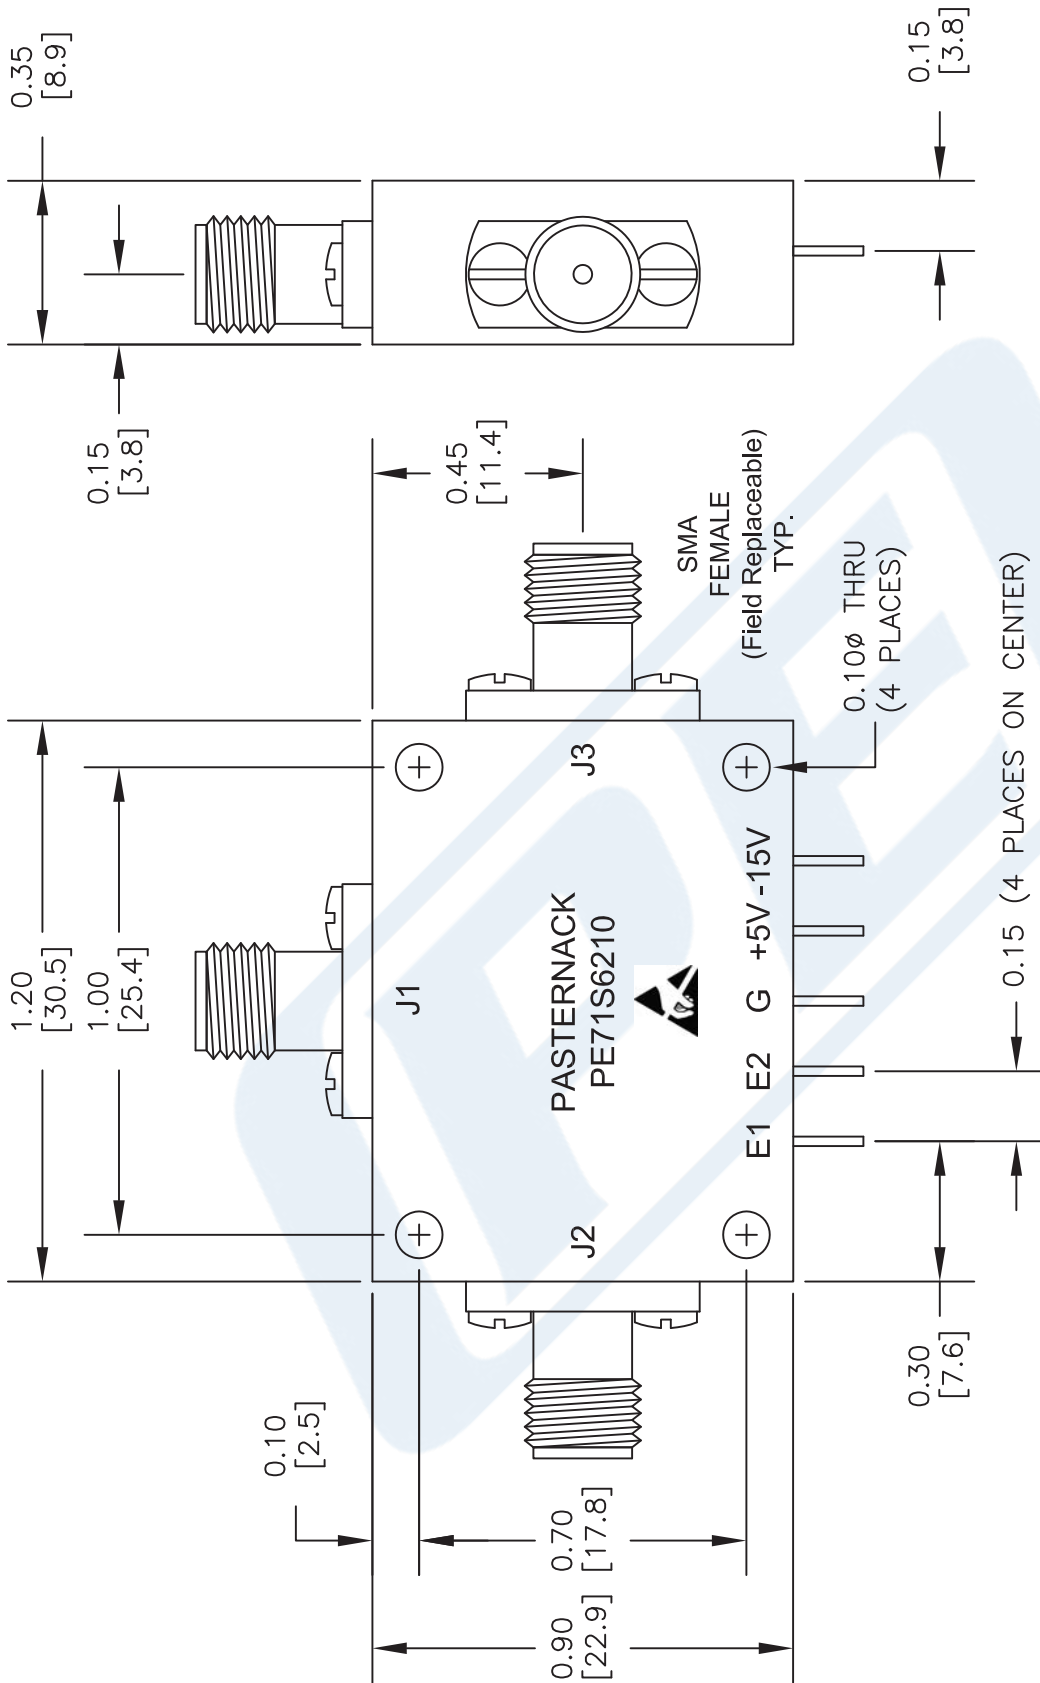 0.35
[8.9]
0.15
[3.8]
0.15
[3.8]
0.45
[11.4]
SMA
FEMALE
(Field Replaceable)
TYP.
0.10ø THRU
(4 PLACES)
0.15 (4 PLACES ON CENTER)
1.20
[30.5]
1.00
[25.4]
J1
J3
J2
PASTERNACK
PE71S6210
E1
E2
G
+5V
-15V
0.30
[7.6]
0.10
[2.5]
0.70
[17.8]
0.90
[22.9]
PE